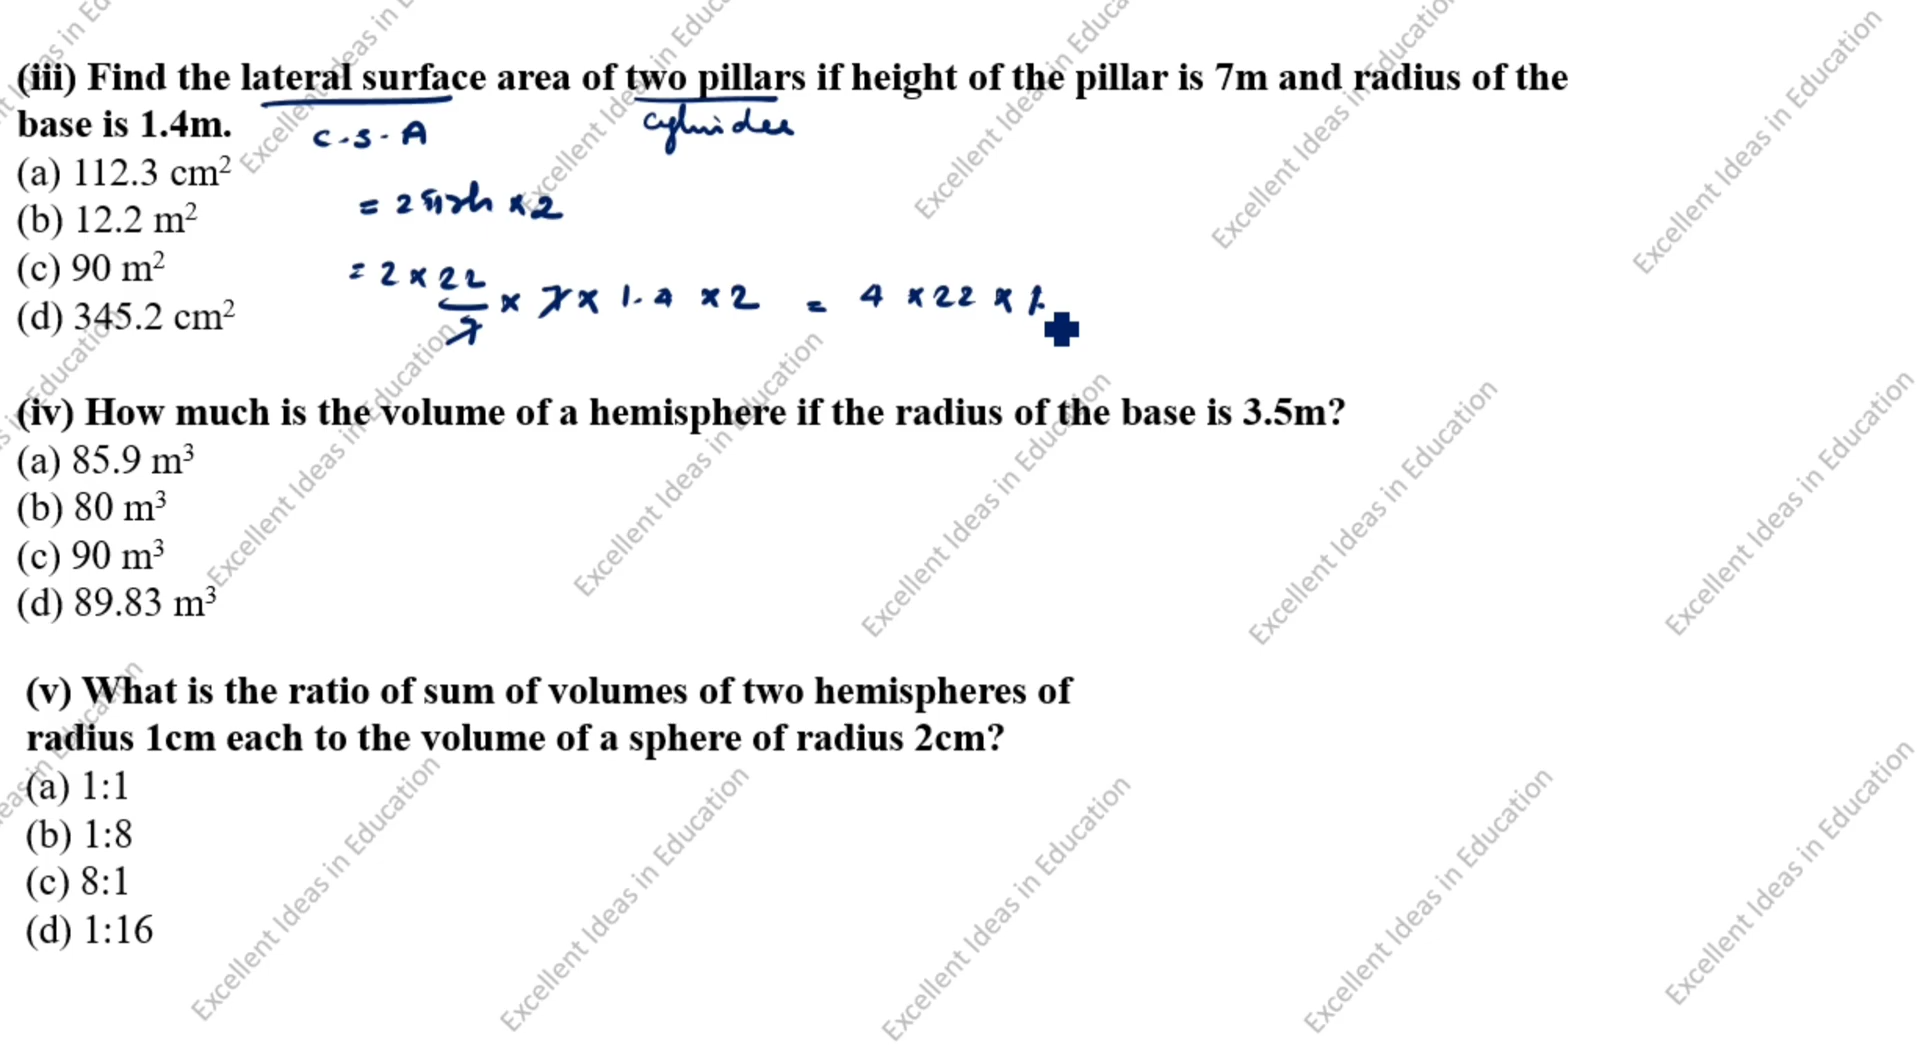 (iii) Find the lateral surface area of two pillars if height of the pillar is 7m and radius of the
base is 1.4m.
C.S.A
cylinder
(a) 112.3 cm²
= 2πrh × 2
(b) 12.2 m²
(c) 90 m²
= 2 × 22/7 × 7 × 1.4 × 2 = 4 × 22 × 1.
(d) 345.2 cm²
(iv) How much is the volume of a hemisphere if the radius of the base is 3.5m?
(a) 85.9 m³
(b) 80 m³
(c) 90 m³
(d) 89.83 m³
(v) What is the ratio of sum of volumes of two hemispheres of
radius 1cm each to the volume of a sphere of radius 2cm?
(a) 1:1
(b) 1:8
(c) 8:1
(d) 1:16
Excellent Ideas in Education